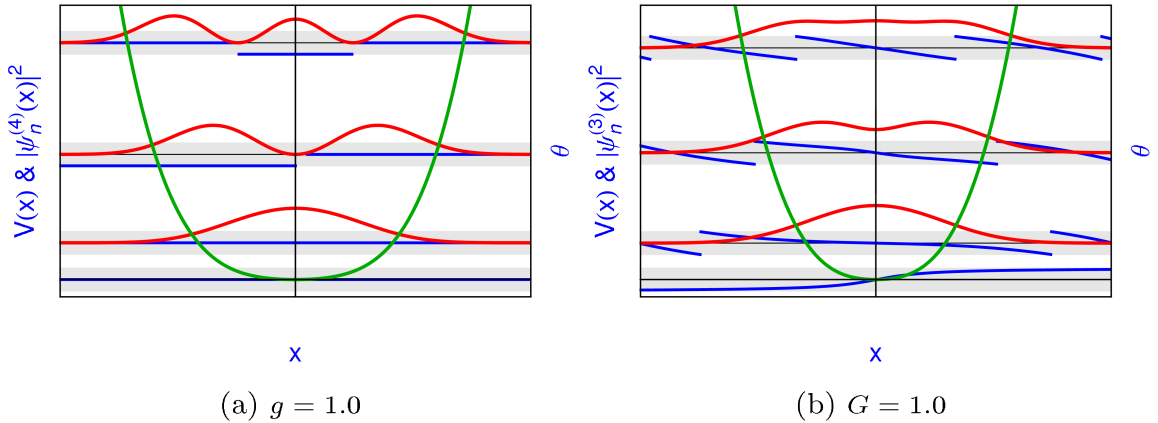 V(x) & |ψₙ⁽⁴⁾(x)|²
θ
x
(a) g = 1.0
V(x) & |ψₙ⁽³⁾(x)|²
θ
x
(b) G = 1.0